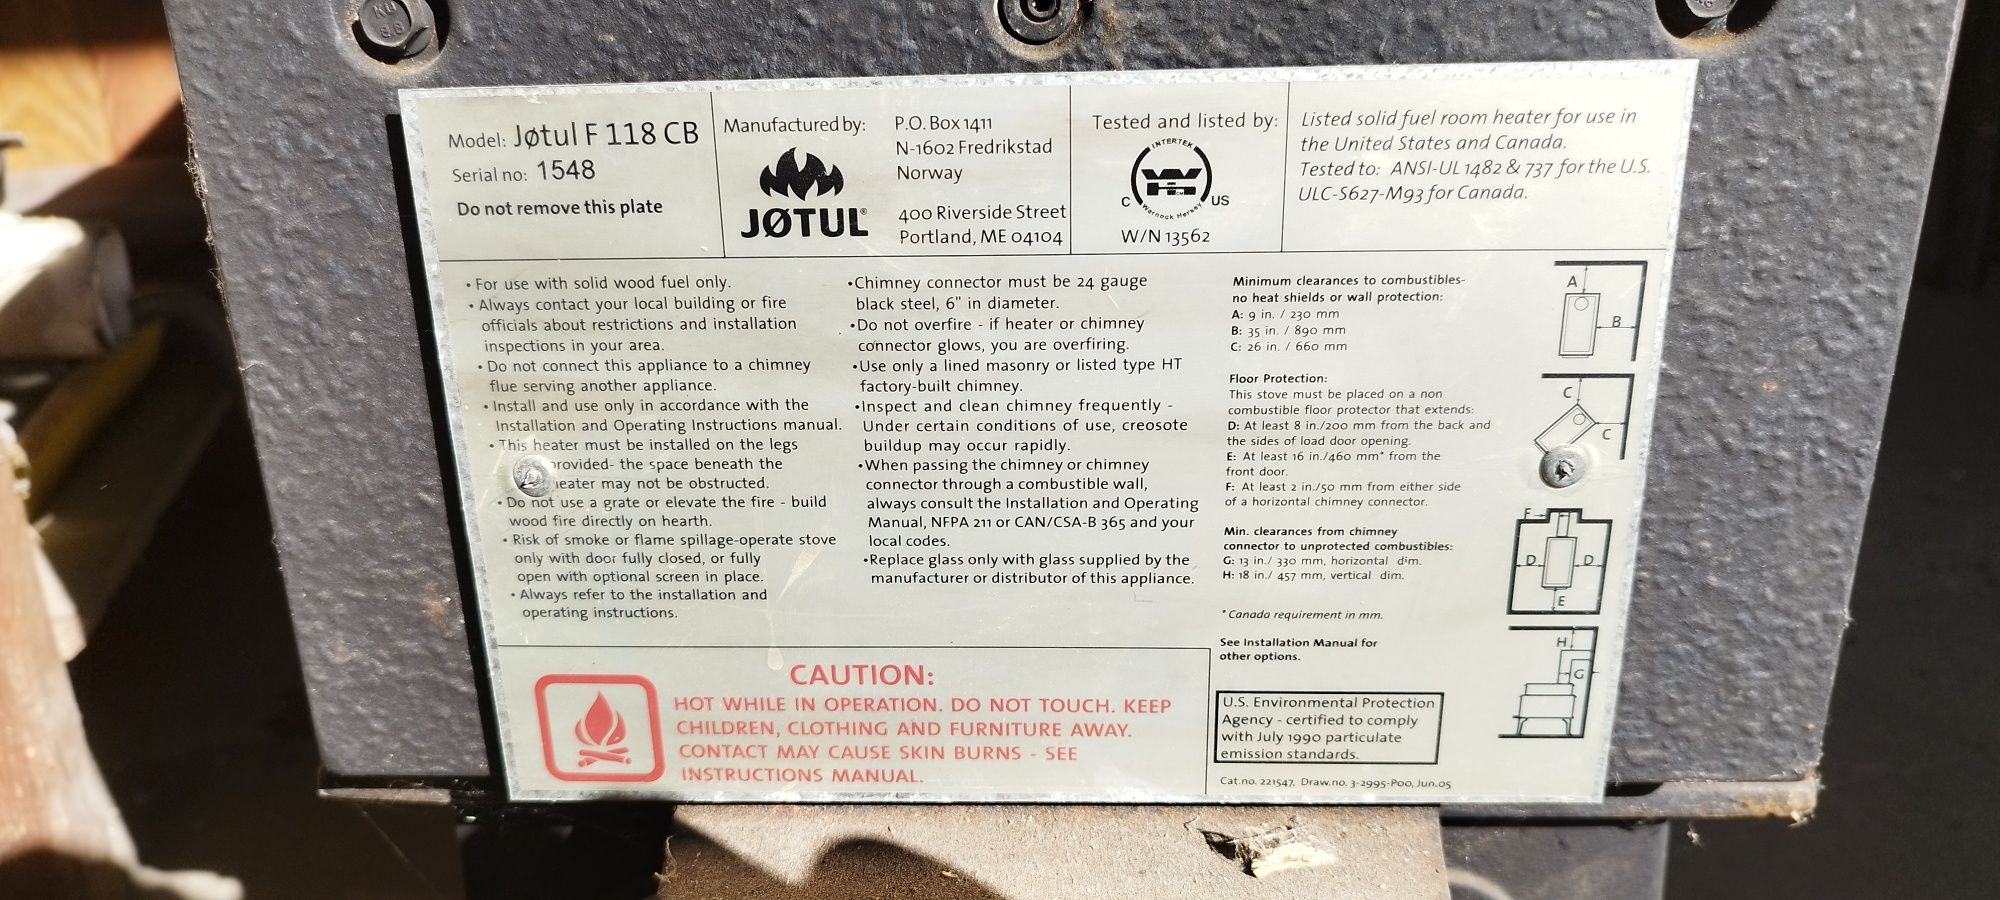 Model: Jøtul F 118 CB
Serial no: 1548
Do not remove this plate
Manufactured by:
JØTUL®
P.O. Box 1411
N-1602 Fredrikstad
Norway
400 Riverside Street
Portland, ME 04104
Tested and listed by:
INTERTEK
C US
Warnock Hersey
W/N 13562
Listed solid fuel room heater for use in
the United States and Canada.
Tested to: ANSI-UL 1482 & 737 for the U.S.
ULC-S627-M93 for Canada.
• For use with solid wood fuel only.
• Always contact your local building or fire
officials about restrictions and installation
inspections in your area.
• Do not connect this appliance to a chimney
flue serving another appliance.
• Install and use only in accordance with the
Installation and Operating Instructions manual.
• This heater must be installed on the legs
rovided- the space beneath the
eater may not be obstructed.
• Do not use a grate or elevate the fire - build
wood fire directly on hearth.
• Risk of smoke or flame spillage-operate stove
only with door fully closed, or fully
open with optional screen in place.
• Always refer to the installation and
operating instructions.
•Chimney connector must be 24 gauge
black steel, 6" in diameter.
•Do not overfire - if heater or chimney
connector glows, you are overfiring.
•Use only a lined masonry or listed type HT
factory-built chimney.
•Inspect and clean chimney frequently -
Under certain conditions of use, creosote
buildup may occur rapidly.
•When passing the chimney or chimney
connector through a combustible wall,
always consult the Installation and Operating
Manual, NFPA 211 or CAN/CSA-B 365 and your
local codes.
•Replace glass only with glass supplied by the
manufacturer or distributor of this appliance.
Minimum clearances to combustibles-
no heat shields or wall protection:
A: 9 in. / 230 mm
B: 35 in. / 890 mm
C: 26 in. / 660 mm
Floor Protection:
This stove must be placed on a non
combustible floor protector that extends:
D: At least 8 in./200 mm from the back and
the sides of load door opening.
E: At least 16 in./460 mm* from the
front door.
F: At least 2 in./50 mm from either side
of a horizontal chimney connector.
Min. clearances from chimney
connector to unprotected combustibles:
G: 13 in./ 330 mm, horizontal dim.
H: 18 in./ 457 mm, vertical dim.
* Canada requirement in mm.
See Installation Manual for
other options.
A
B
C
C
F
D D
E
H
G
CAUTION:
HOT WHILE IN OPERATION. DO NOT TOUCH. KEEP
CHILDREN, CLOTHING AND FURNITURE AWAY.
CONTACT MAY CAUSE SKIN BURNS - SEE
INSTRUCTIONS MANUAL.
U.S. Environmental Protection
Agency - certified to comply
with July 1990 particulate
emission standards.
Cat.no. 221547, Draw.no. 3-2995-P00, Jun.05